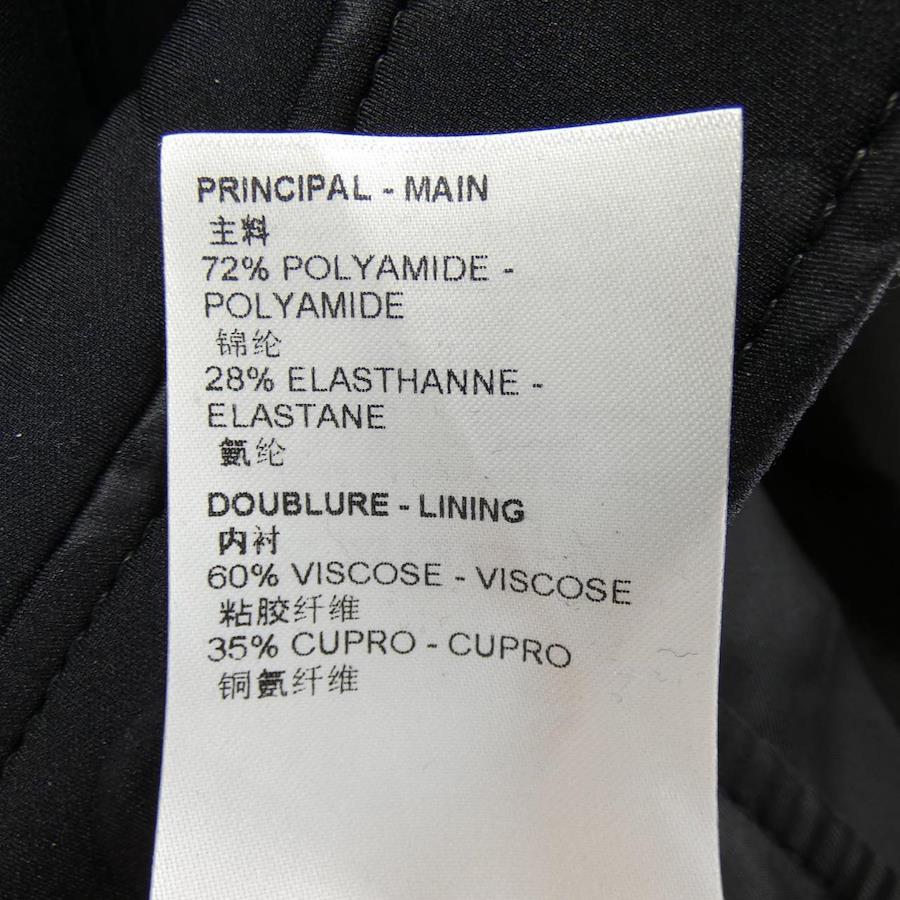 PRINCIPAL - MAIN
主料
72% POLYAMIDE -
POLYAMIDE
锦纶
28% ELASTHANNE -
ELASTANE
氨纶
DOUBLURE - LINING
内衬
60% VISCOSE - VISCOSE
粘胶纤维
35% CUPRO - CUPRO
铜氨纤维